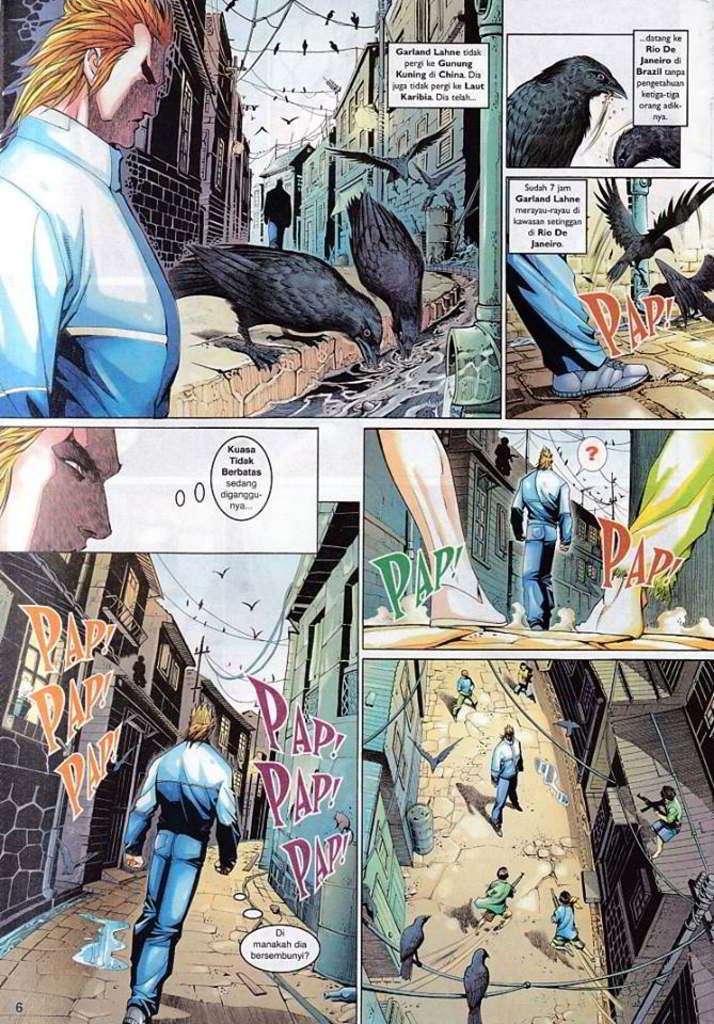 Garland Lahne tidak
pergi ke Gunung
Kuning di China. Dia
juga tidak pergi ke Laut
Karibia. Dia telah...
...datang ke
Rio De
Janeiro di
Brazil tanpa
pengetahuan
ketiga-tiga
orang adik-
nya.
Sudah 7 jam
Garland Lahne
merayau-rayau di
kawasan setinggan
di Rio De
Janeiro.
PAP!
Kuasa
Tidak
Berbatas
sedang
diganggu-
nya...
?
PAP!
PAP!
PAP!
PAP!
PAP!
PAP!
PAP!
PAP!
Di
manakah dia
bersembunyi?
6